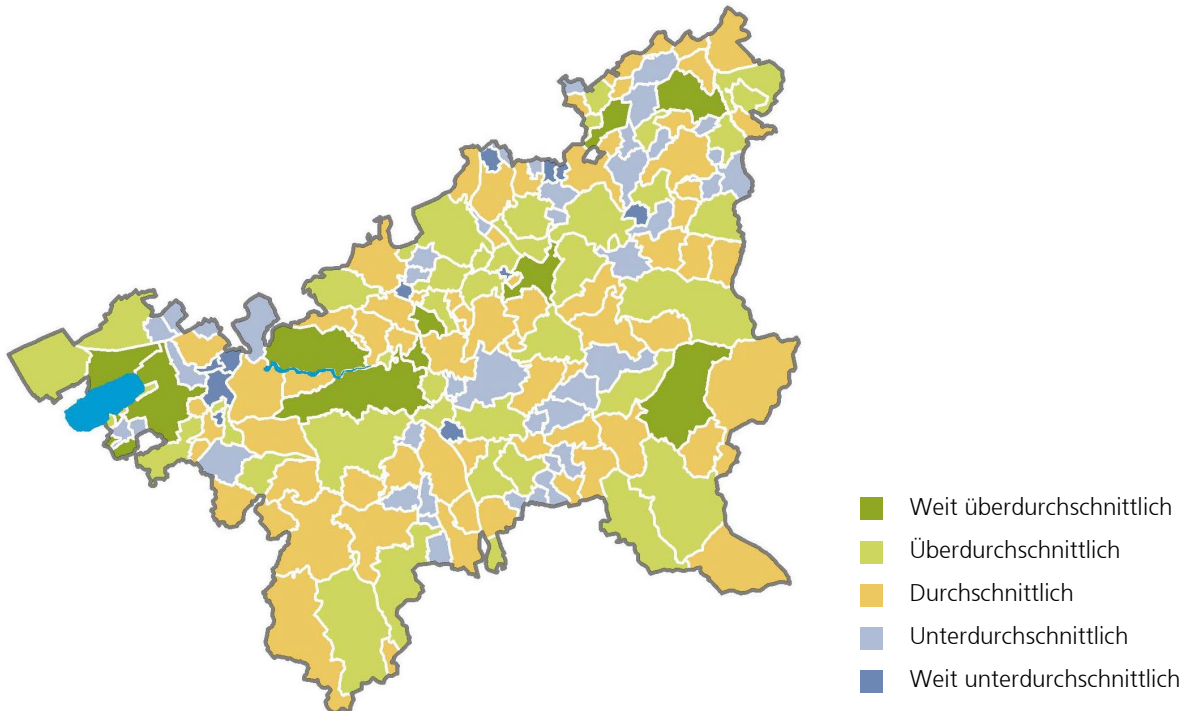 Weit überdurchschnittlich
Überdurchschnittlich
Durchschnittlich
Unterdurchschnittlich
Weit unterdurchschnittlich